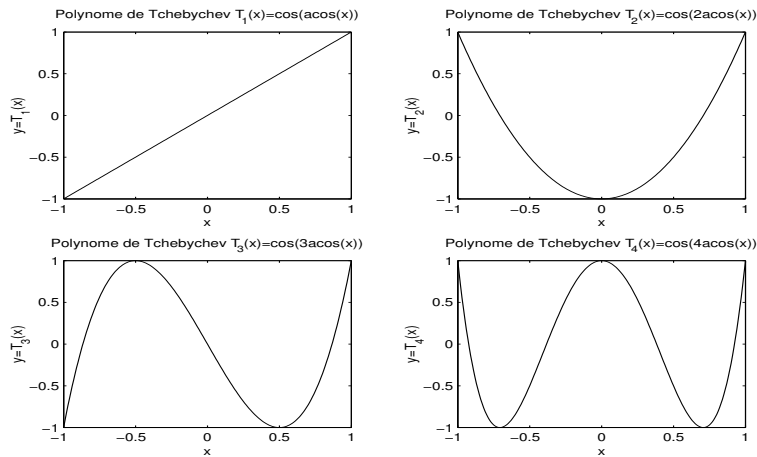 Polynome de Tchebychev T1(x)=cos(acos(x))
1
0.5
0
−0.5
−1
y=T1(x)
−1 −0.5 0 0.5 1
x
Polynome de Tchebychev T2(x)=cos(2acos(x))
1
0.5
0
−0.5
−1
y=T2(x)
−1 −0.5 0 0.5 1
x
Polynome de Tchebychev T3(x)=cos(3acos(x))
1
0.5
0
−0.5
−1
y=T3(x)
−1 −0.5 0 0.5 1
x
Polynome de Tchebychev T4(x)=cos(4acos(x))
1
0.5
0
−0.5
−1
y=T4(x)
−1 −0.5 0 0.5 1
x